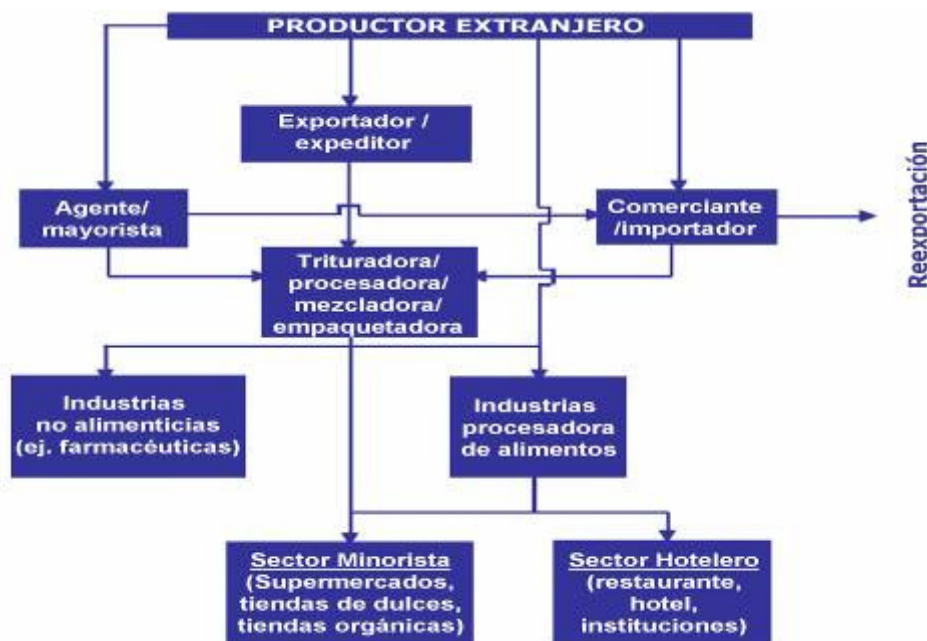 PRODUCTOR EXTRANJERO
Exportador /
expeditor
Agente/
mayorista
Comerciante
/importador
Reexportación
Trituradora/
procesadora/
mezcladora/
empaquetadora
Industrias
no alimenticias
(ej. farmacéuticas)
Industrias
procesadora
de alimentos
Sector Minorista
(Supermercados,
tiendas de dulces,
tiendas orgánicas)
Sector Hotelero
(restaurante,
hotel,
instituciones)